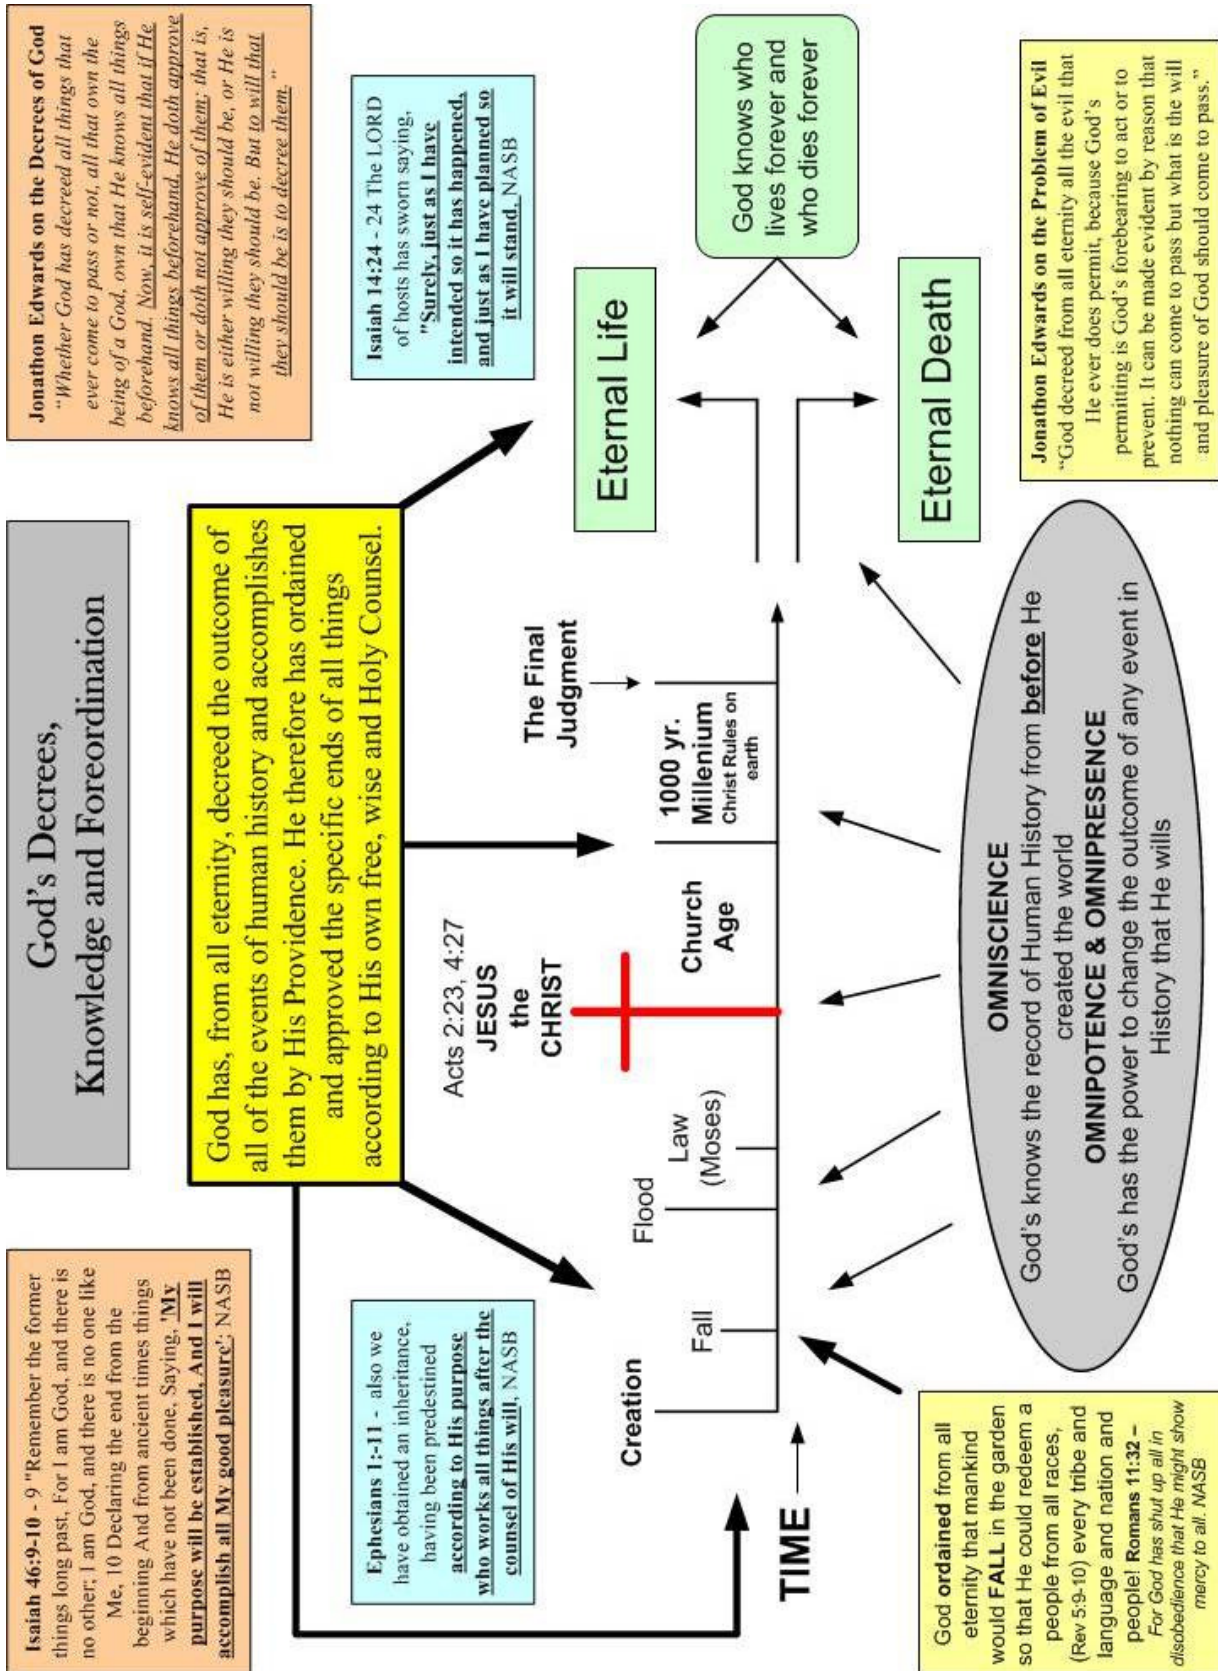 God's Decrees,
Knowledge and Foreordination
Isaiah 46:9-10 - 9 "Remember the former
things long past, For I am God, and there is
no other; I am God, and there is no one like
Me, 10 Declaring the end from the
beginning And from ancient times things
which have not been done, Saying, 'My
purpose will be established, And I will
accomplish all My good pleasure'; NASB
God has, from all eternity, decreed the outcome of
all of the events of human history and accomplishes
them by His Providence. He therefore has ordained
and approved the specific ends of all things
according to His own free, wise and Holy Counsel.
Jonathon Edwards on the Decrees of God
"Whether God has decreed all things that
ever come to pass or not, all that own the
being of a God, own that He knows all things
beforehand. Now, it is self-evident that if He
knows all things beforehand, He doth approve
of them or doth not approve of them; that is,
He is either willing they should be, or He is
not willing they should be. But to will that
they should be is to decree them."
Ephesians 1:-11 - also we
have obtained an inheritance,
having been predestined
according to His purpose
who works all things after the
counsel of His will, NASB
Acts 2:23, 4:27
JESUS
the
CHRIST
Isaiah 14:24 - 24 The LORD
of hosts has sworn saying,
"Surely, just as I have
intended so it has happened,
and just as I have planned so
it will stand, NASB
Creation
Fall
Flood
Law
(Moses)
Church
Age
1000 yr.
Millenium
Christ Rules on
earth
The Final
Judgment
Eternal Life
Eternal Death
God knows who
lives forever and
who dies forever
TIME
God ordained from all
eternity that mankind
would FALL in the garden
so that He could redeem a
people from all races,
(Rev 5:9-10) every tribe and
language and nation and
people! Romans 11:32 –
For God has shut up all in
disobedience that He might show
mercy to all. NASB
OMNISCIENCE
God's knows the record of Human History from before He
created the world
OMNIPOTENCE & OMNIPRESENCE
God's has the power to change the outcome of any event in
History that He wills
Jonathon Edwards on the Problem of Evil
"God decreed from all eternity all the evil that
He ever does permit, because God's
permitting is God's forebearing to act or to
prevent. It can be made evident by reason that
nothing can come to pass but what is the will
and pleasure of God should come to pass."